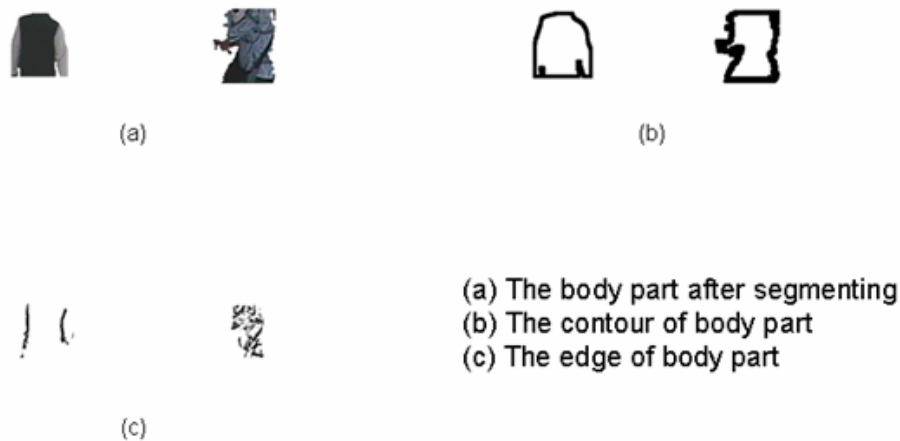 (a)
(b)
(a) The body part after segmenting
(b) The contour of body part
(c) The edge of body part
(c)